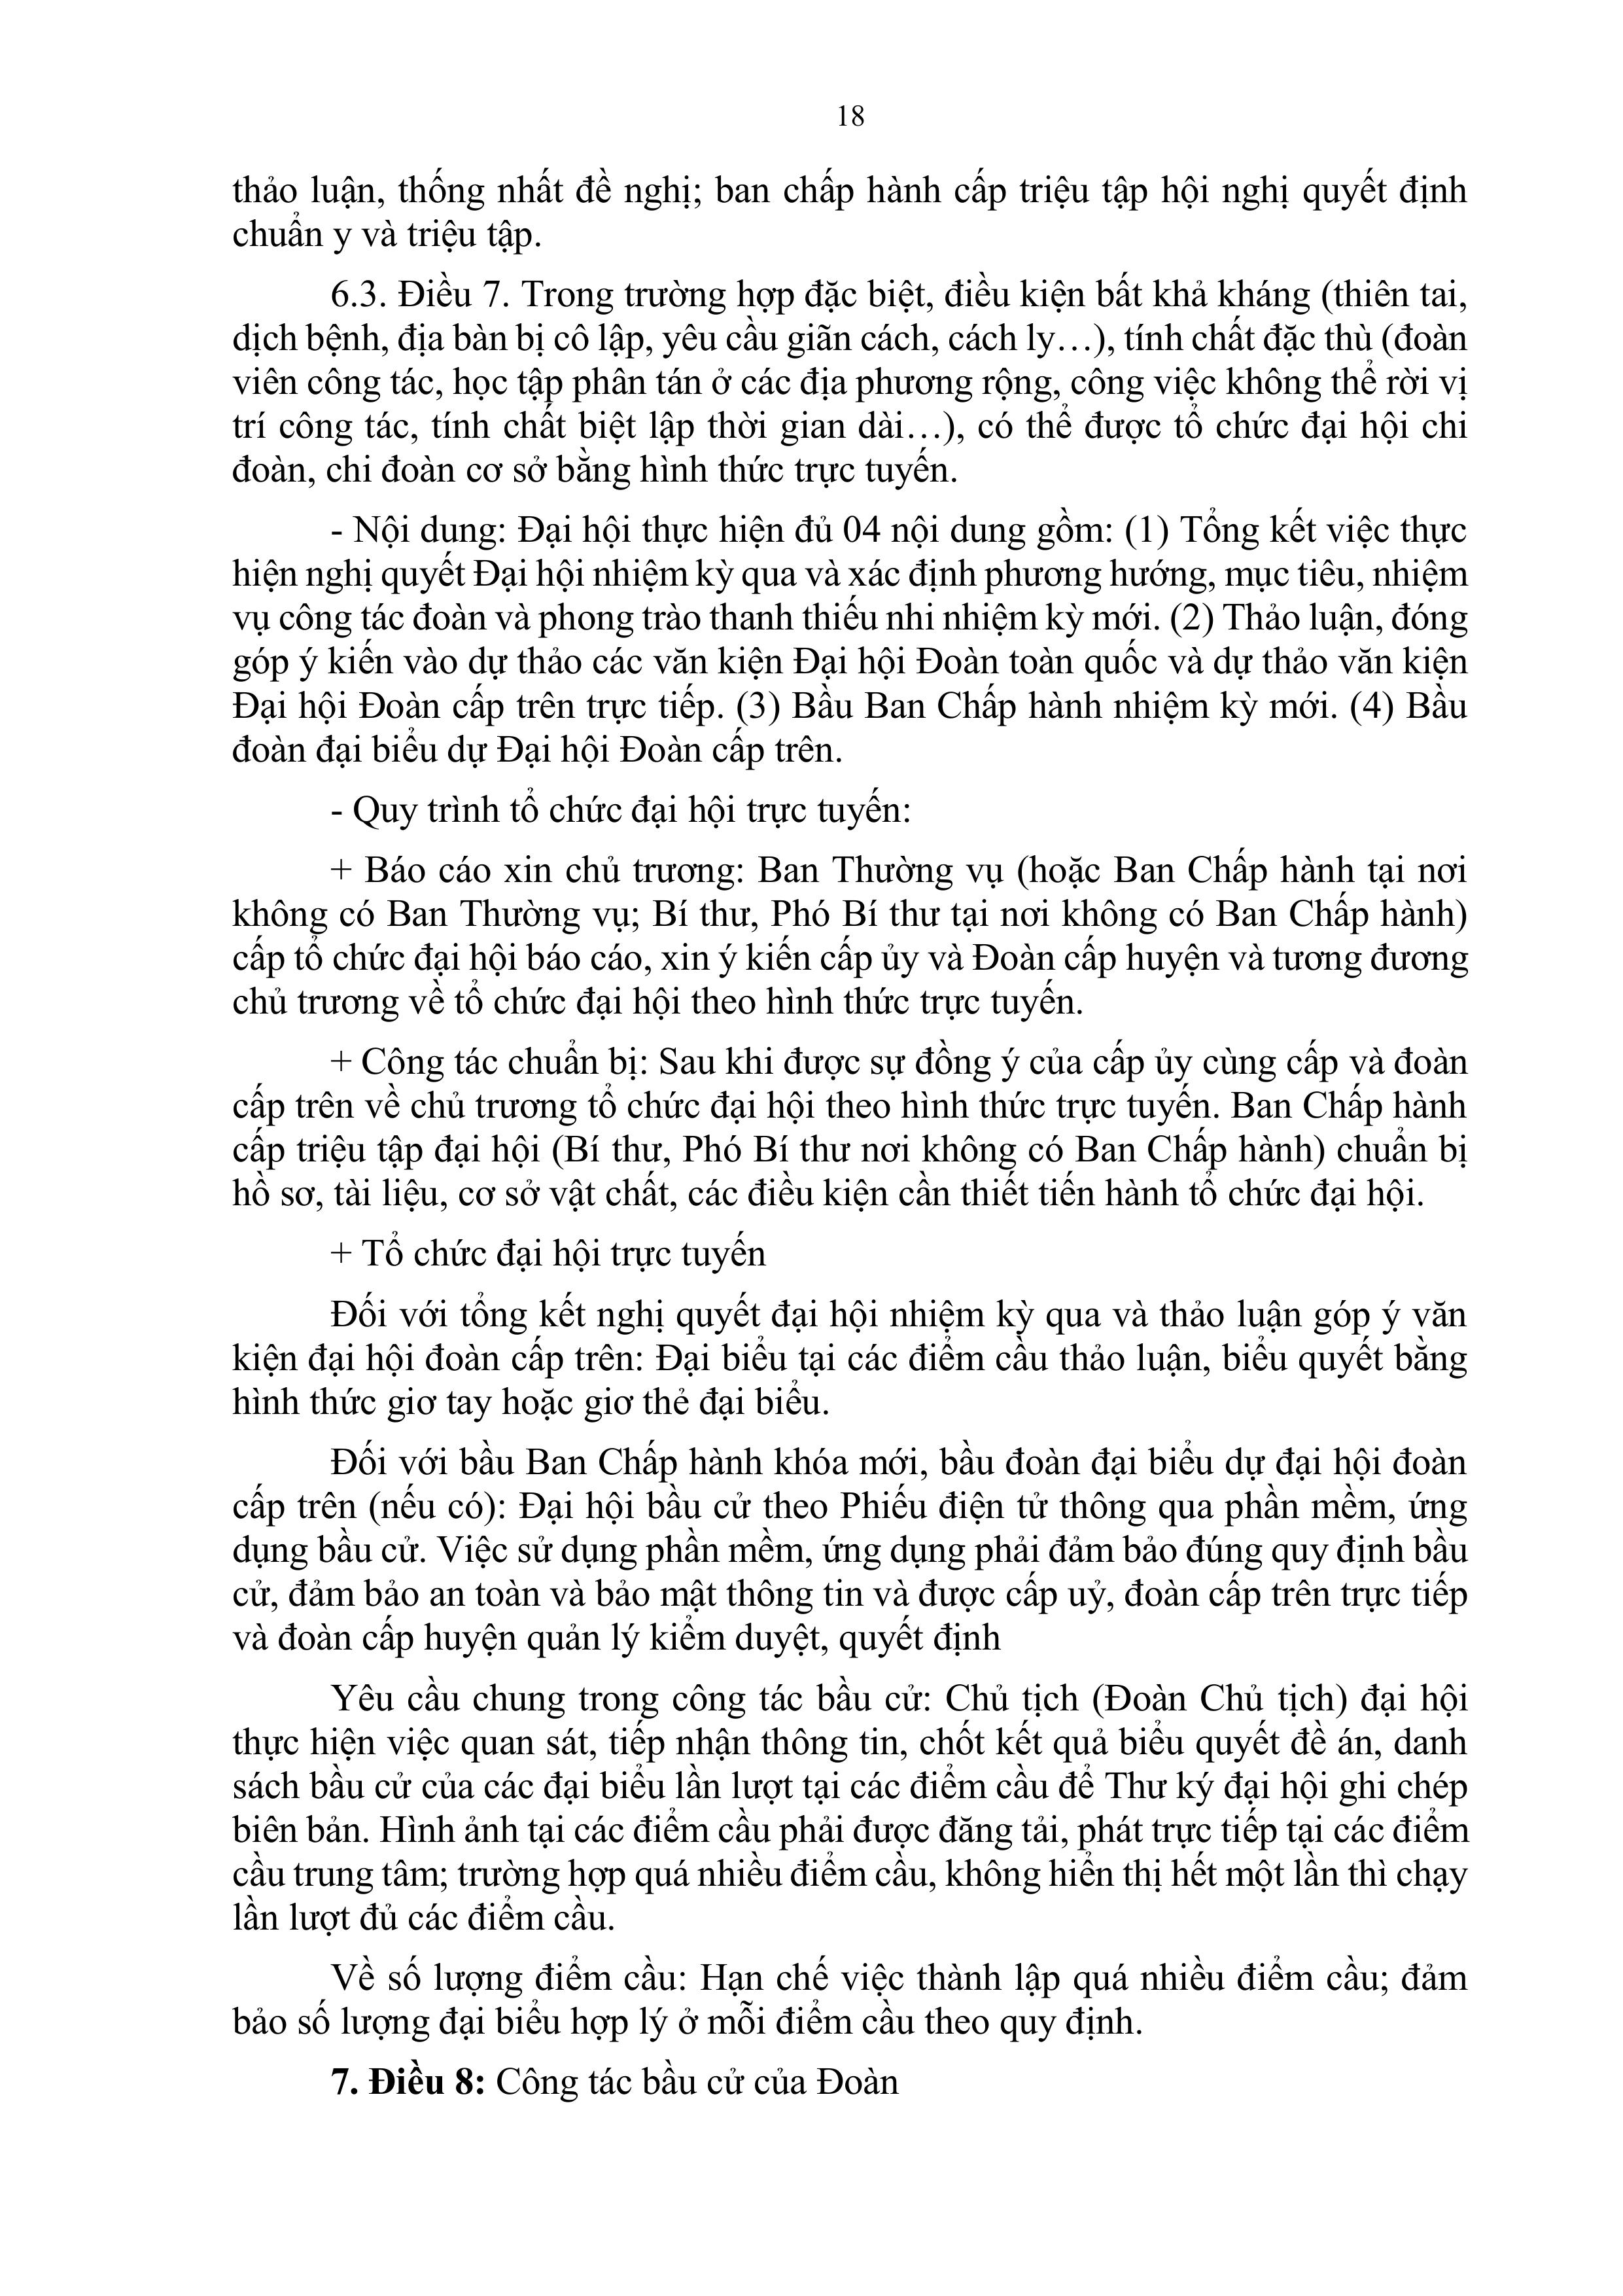 18
thảo luận, thống nhất đề nghị; ban chấp hành cấp triệu tập hội nghị quyết định
chuẩn y và triệu tập.
6.3. Điều 7. Trong trường hợp đặc biệt, điều kiện bất khả kháng (thiên tai,
dịch bệnh, địa bàn bị cô lập, yêu cầu giãn cách, cách ly…), tính chất đặc thù (đoàn
viên công tác, học tập phân tán ở các địa phương rộng, công việc không thể rời vị
trí công tác, tính chất biệt lập thời gian dài…), có thể được tổ chức đại hội chi
đoàn, chi đoàn cơ sở bằng hình thức trực tuyến.
- Nội dung: Đại hội thực hiện đủ 04 nội dung gồm: (1) Tổng kết việc thực
hiện nghị quyết Đại hội nhiệm kỳ qua và xác định phương hướng, mục tiêu, nhiệm
vụ công tác đoàn và phong trào thanh thiếu nhi nhiệm kỳ mới. (2) Thảo luận, đóng
góp ý kiến vào dự thảo các văn kiện Đại hội Đoàn toàn quốc và dự thảo văn kiện
Đại hội Đoàn cấp trên trực tiếp. (3) Bầu Ban Chấp hành nhiệm kỳ mới. (4) Bầu
đoàn đại biểu dự Đại hội Đoàn cấp trên.
- Quy trình tổ chức đại hội trực tuyến:
+ Báo cáo xin chủ trương: Ban Thường vụ (hoặc Ban Chấp hành tại nơi
không có Ban Thường vụ; Bí thư, Phó Bí thư tại nơi không có Ban Chấp hành)
cấp tổ chức đại hội báo cáo, xin ý kiến cấp ủy và Đoàn cấp huyện và tương đương
chủ trương về tổ chức đại hội theo hình thức trực tuyến.
+ Công tác chuẩn bị: Sau khi được sự đồng ý của cấp ủy cùng cấp và đoàn
cấp trên về chủ trương tổ chức đại hội theo hình thức trực tuyến. Ban Chấp hành
cấp triệu tập đại hội (Bí thư, Phó Bí thư nơi không có Ban Chấp hành) chuẩn bị
hồ sơ, tài liệu, cơ sở vật chất, các điều kiện cần thiết tiến hành tổ chức đại hội.
+ Tổ chức đại hội trực tuyến
Đối với tổng kết nghị quyết đại hội nhiệm kỳ qua và thảo luận góp ý văn
kiện đại hội đoàn cấp trên: Đại biểu tại các điểm cầu thảo luận, biểu quyết bằng
hình thức giơ tay hoặc giơ thẻ đại biểu.
Đối với bầu Ban Chấp hành khóa mới, bầu đoàn đại biểu dự đại hội đoàn
cấp trên (nếu có): Đại hội bầu cử theo Phiếu điện tử thông qua phần mềm, ứng
dụng bầu cử. Việc sử dụng phần mềm, ứng dụng phải đảm bảo đúng quy định bầu
cử, đảm bảo an toàn và bảo mật thông tin và được cấp uỷ, đoàn cấp trên trực tiếp
và đoàn cấp huyện quản lý kiểm duyệt, quyết định
Yêu cầu chung trong công tác bầu cử: Chủ tịch (Đoàn Chủ tịch) đại hội
thực hiện việc quan sát, tiếp nhận thông tin, chốt kết quả biểu quyết đề án, danh
sách bầu cử của các đại biểu lần lượt tại các điểm cầu để Thư ký đại hội ghi chép
biên bản. Hình ảnh tại các điểm cầu phải được đăng tải, phát trực tiếp tại các điểm
cầu trung tâm; trường hợp quá nhiều điểm cầu, không hiển thị hết một lần thì chạy
lần lượt đủ các điểm cầu.
Về số lượng điểm cầu: Hạn chế việc thành lập quá nhiều điểm cầu; đảm
bảo số lượng đại biểu hợp lý ở mỗi điểm cầu theo quy định.
7. Điều 8: Công tác bầu cử của Đoàn